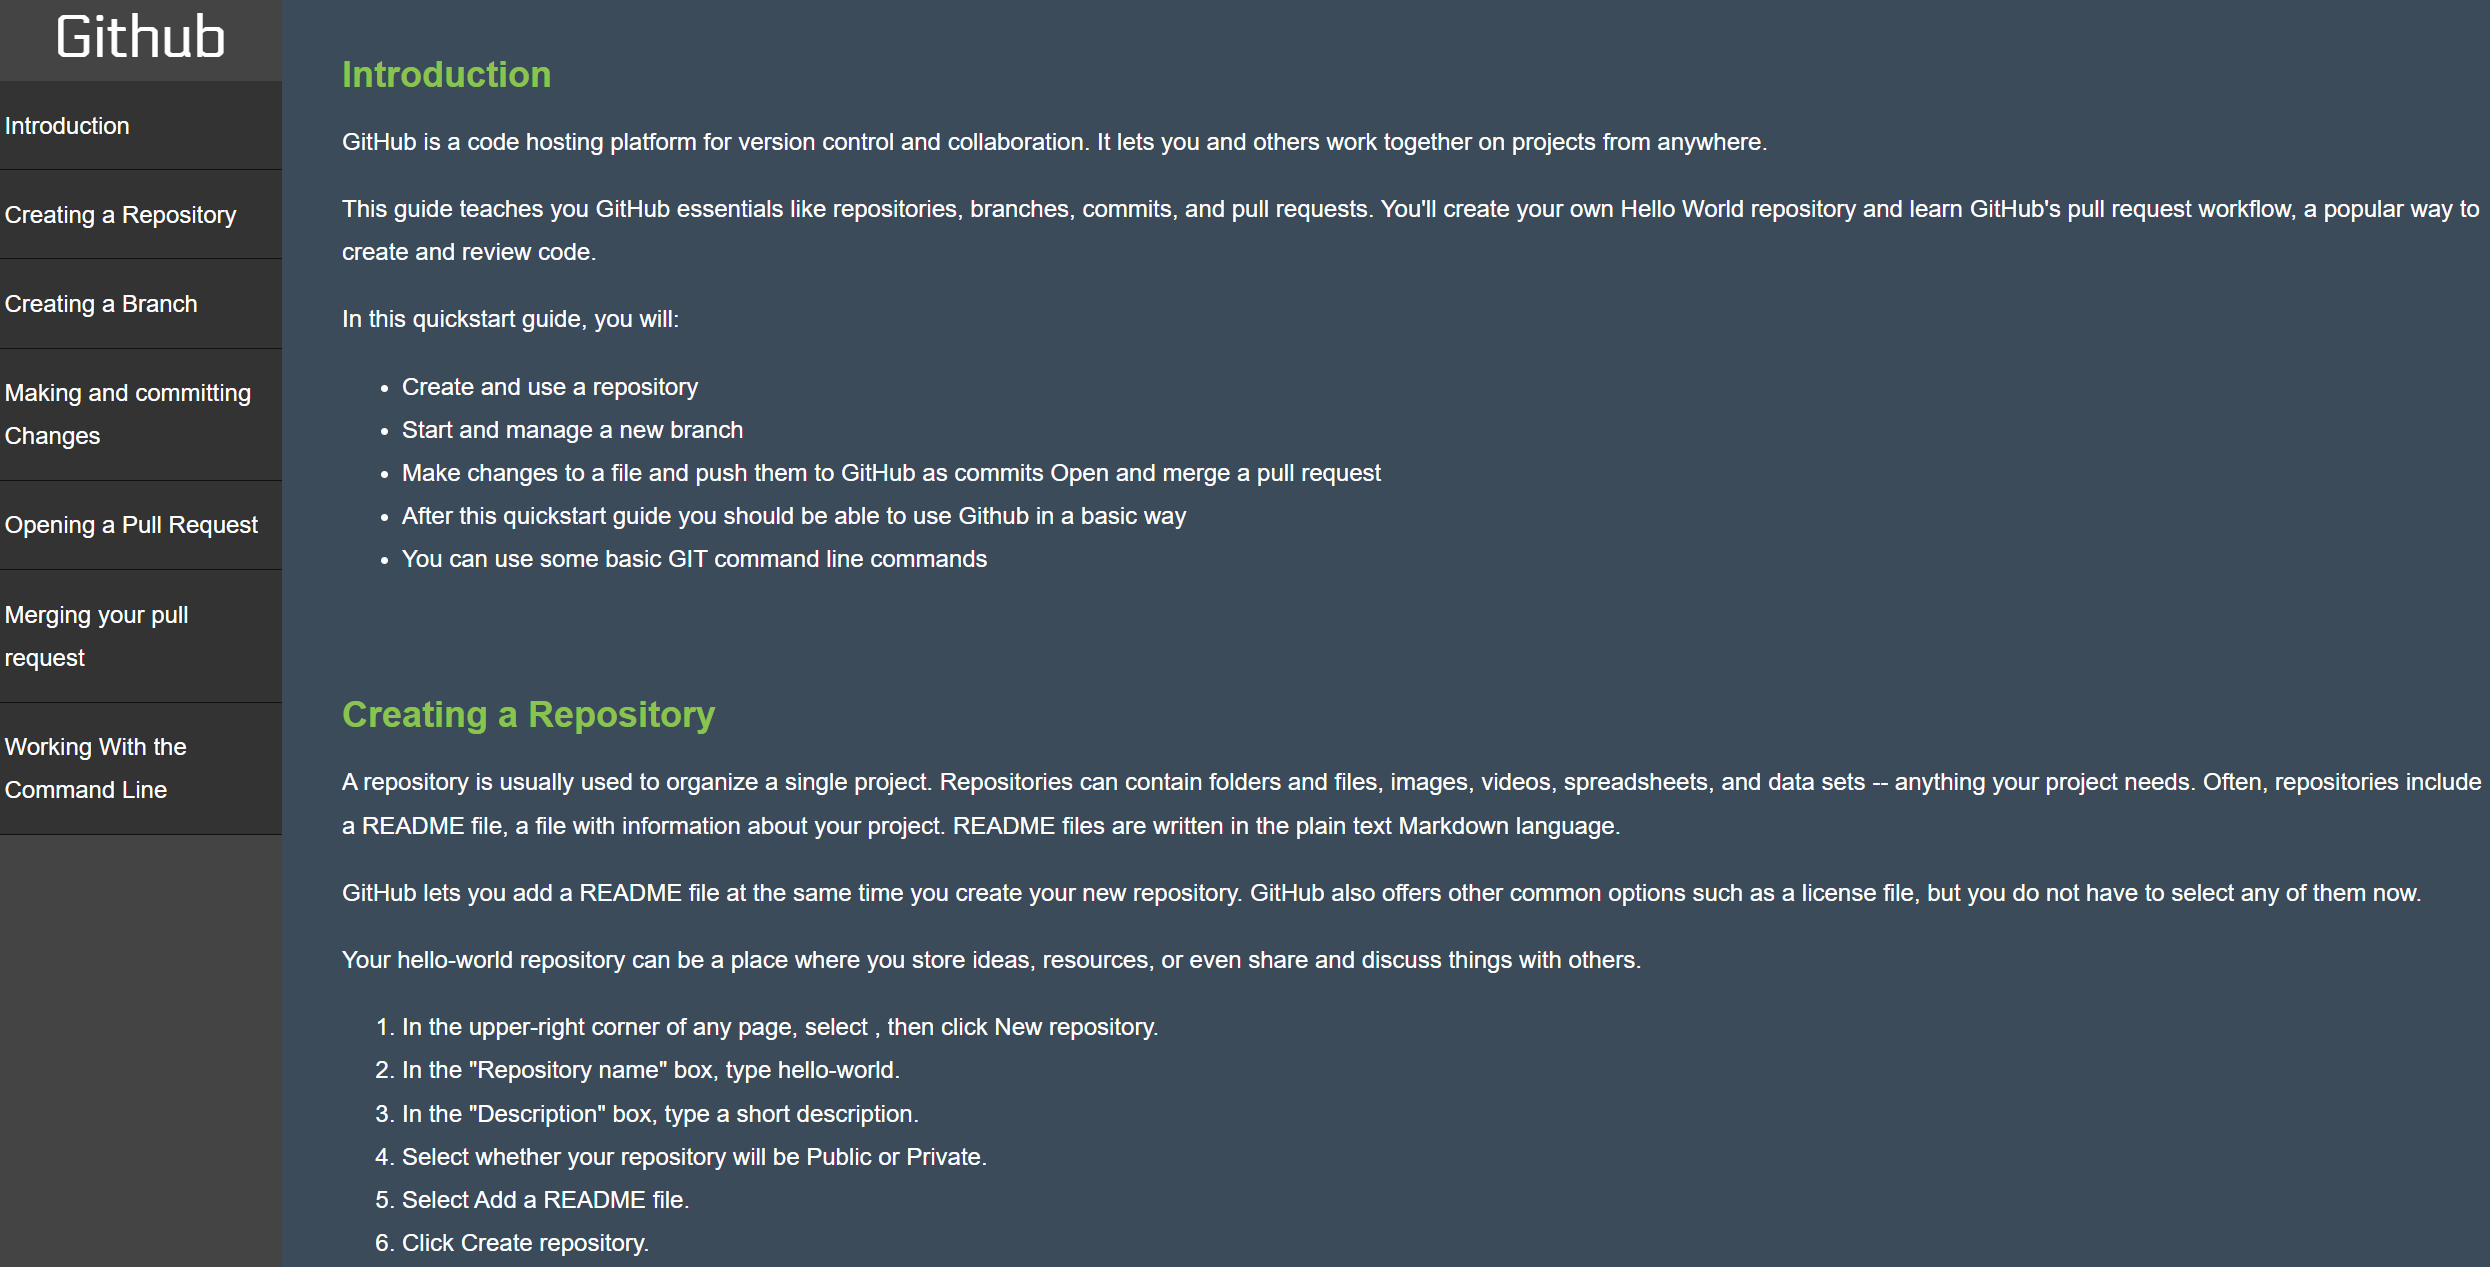 Github
Introduction
Creating a Repository
Creating a Branch
Making and committing
Changes
Opening a Pull Request
Merging your pull
request
Working With the
Command Line
Introduction
GitHub is a code hosting platform for version control and collaboration. It lets you and others work together on projects from anywhere.
This guide teaches you GitHub essentials like repositories, branches, commits, and pull requests. You'll create your own Hello World repository and learn GitHub's pull request workflow, a popular way to
create and review code.
In this quickstart guide, you will:
• Create and use a repository
• Start and manage a new branch
• Make changes to a file and push them to GitHub as commits Open and merge a pull request
• After this quickstart guide you should be able to use Github in a basic way
• You can use some basic GIT command line commands
Creating a Repository
A repository is usually used to organize a single project. Repositories can contain folders and files, images, videos, spreadsheets, and data sets -- anything your project needs. Often, repositories include
a README file, a file with information about your project. README files are written in the plain text Markdown language.
GitHub lets you add a README file at the same time you create your new repository. GitHub also offers other common options such as a license file, but you do not have to select any of them now.
Your hello-world repository can be a place where you store ideas, resources, or even share and discuss things with others.
1. In the upper-right corner of any page, select , then click New repository.
2. In the "Repository name" box, type hello-world.
3. In the "Description" box, type a short description.
4. Select whether your repository will be Public or Private.
5. Select Add a README file.
6. Click Create repository.